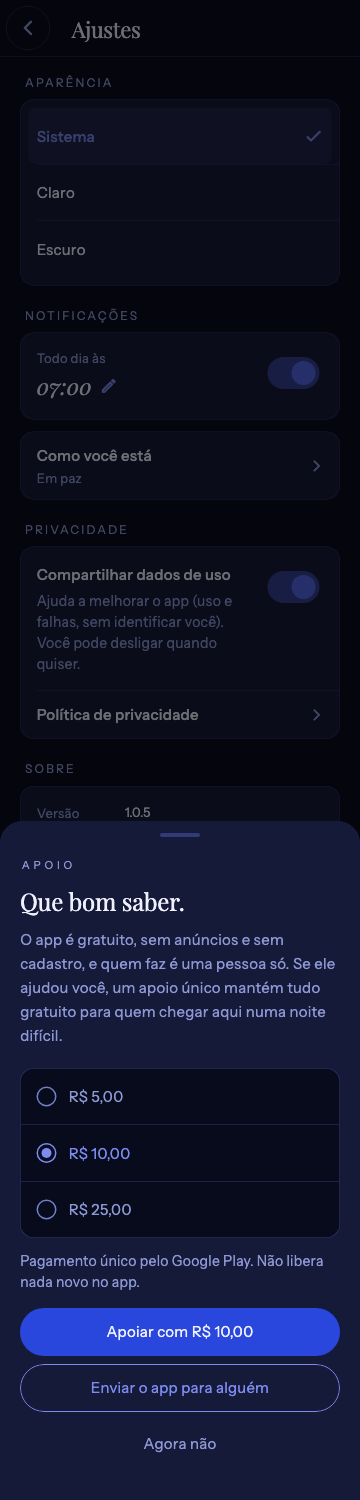 Ajustes
APARÊNCIA
Sistema
Claro
Escuro
NOTIFICAÇÕES
Todo dia às
07:00
Como você está
Em paz
PRIVACIDADE
Compartilhar dados de uso
Ajuda a melhorar o app (uso e
falhas, sem identificar você).
Você pode desligar quando
quiser.
Política de privacidade
SOBRE
Versão 1.0.5
APOIO
Que bom saber.
O app é gratuito, sem anúncios e sem
cadastro, e quem faz é uma pessoa só. Se ele
ajudou você, um apoio único mantém tudo
gratuito para quem chegar aqui numa noite
difícil.
R$ 5,00
R$ 10,00
R$ 25,00
Pagamento único pelo Google Play. Não libera
nada novo no app.
Apoiar com R$ 10,00
Enviar o app para alguém
Agora não